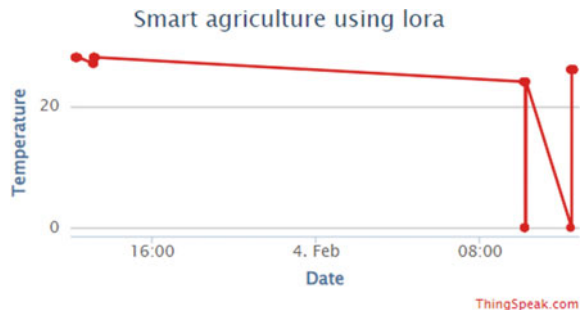 Smart agriculture using lora
Temperature
20
0
16:00 4. Feb 08:00
Date
ThingSpeak.com